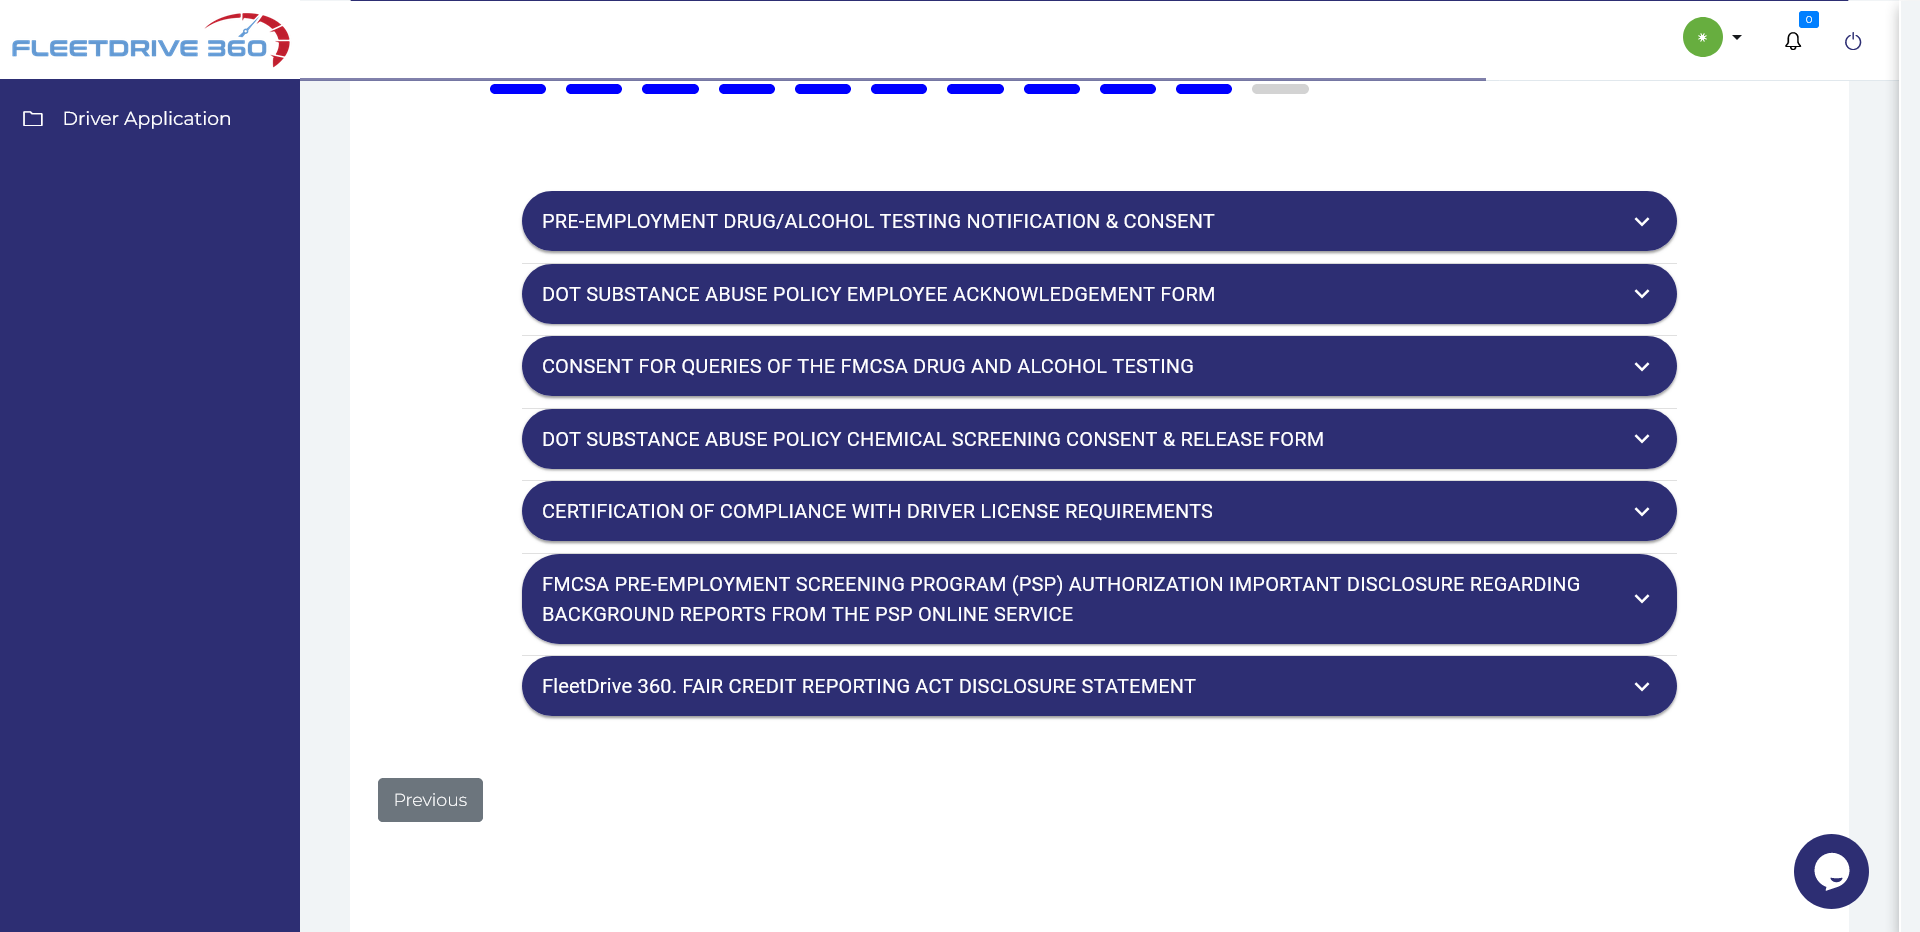 FLEETDRIVE 360
0
Driver Application
PRE-EMPLOYMENT DRUG/ALCOHOL TESTING NOTIFICATION & CONSENT
DOT SUBSTANCE ABUSE POLICY EMPLOYEE ACKNOWLEDGEMENT FORM
CONSENT FOR QUERIES OF THE FMCSA DRUG AND ALCOHOL TESTING
DOT SUBSTANCE ABUSE POLICY CHEMICAL SCREENING CONSENT & RELEASE FORM
CERTIFICATION OF COMPLIANCE WITH DRIVER LICENSE REQUIREMENTS
FMCSA PRE-EMPLOYMENT SCREENING PROGRAM (PSP) AUTHORIZATION IMPORTANT DISCLOSURE REGARDING
BACKGROUND REPORTS FROM THE PSP ONLINE SERVICE
FleetDrive 360. FAIR CREDIT REPORTING ACT DISCLOSURE STATEMENT
Previous